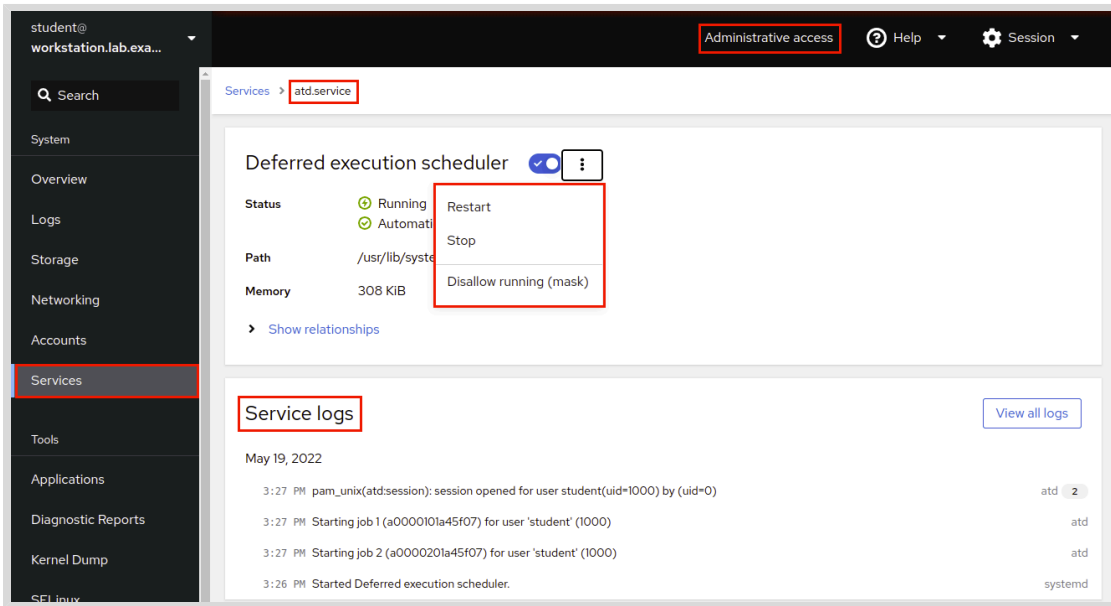 student@
workstation.lab.exa...
Administrative access
Help
Session
Search
Services > atd.service
System
Overview
Logs
Storage
Networking
Accounts
Services
Tools
Applications
Diagnostic Reports
Kernel Dump
SELinux
Deferred execution scheduler
Status
Running
Automati
Path
/usr/lib/syste
Memory
308 KiB
Restart
Stop
Disallow running (mask)
Show relationships
Service logs
View all logs
May 19, 2022
3:27 PM pam_unix(atd:session): session opened for user student(uid=1000) by (uid=0) atd 2
3:27 PM Starting job 1 (a0000101a45f07) for user 'student' (1000) atd
3:27 PM Starting job 2 (a0000201a45f07) for user 'student' (1000) atd
3:26 PM Started Deferred execution scheduler. systemd